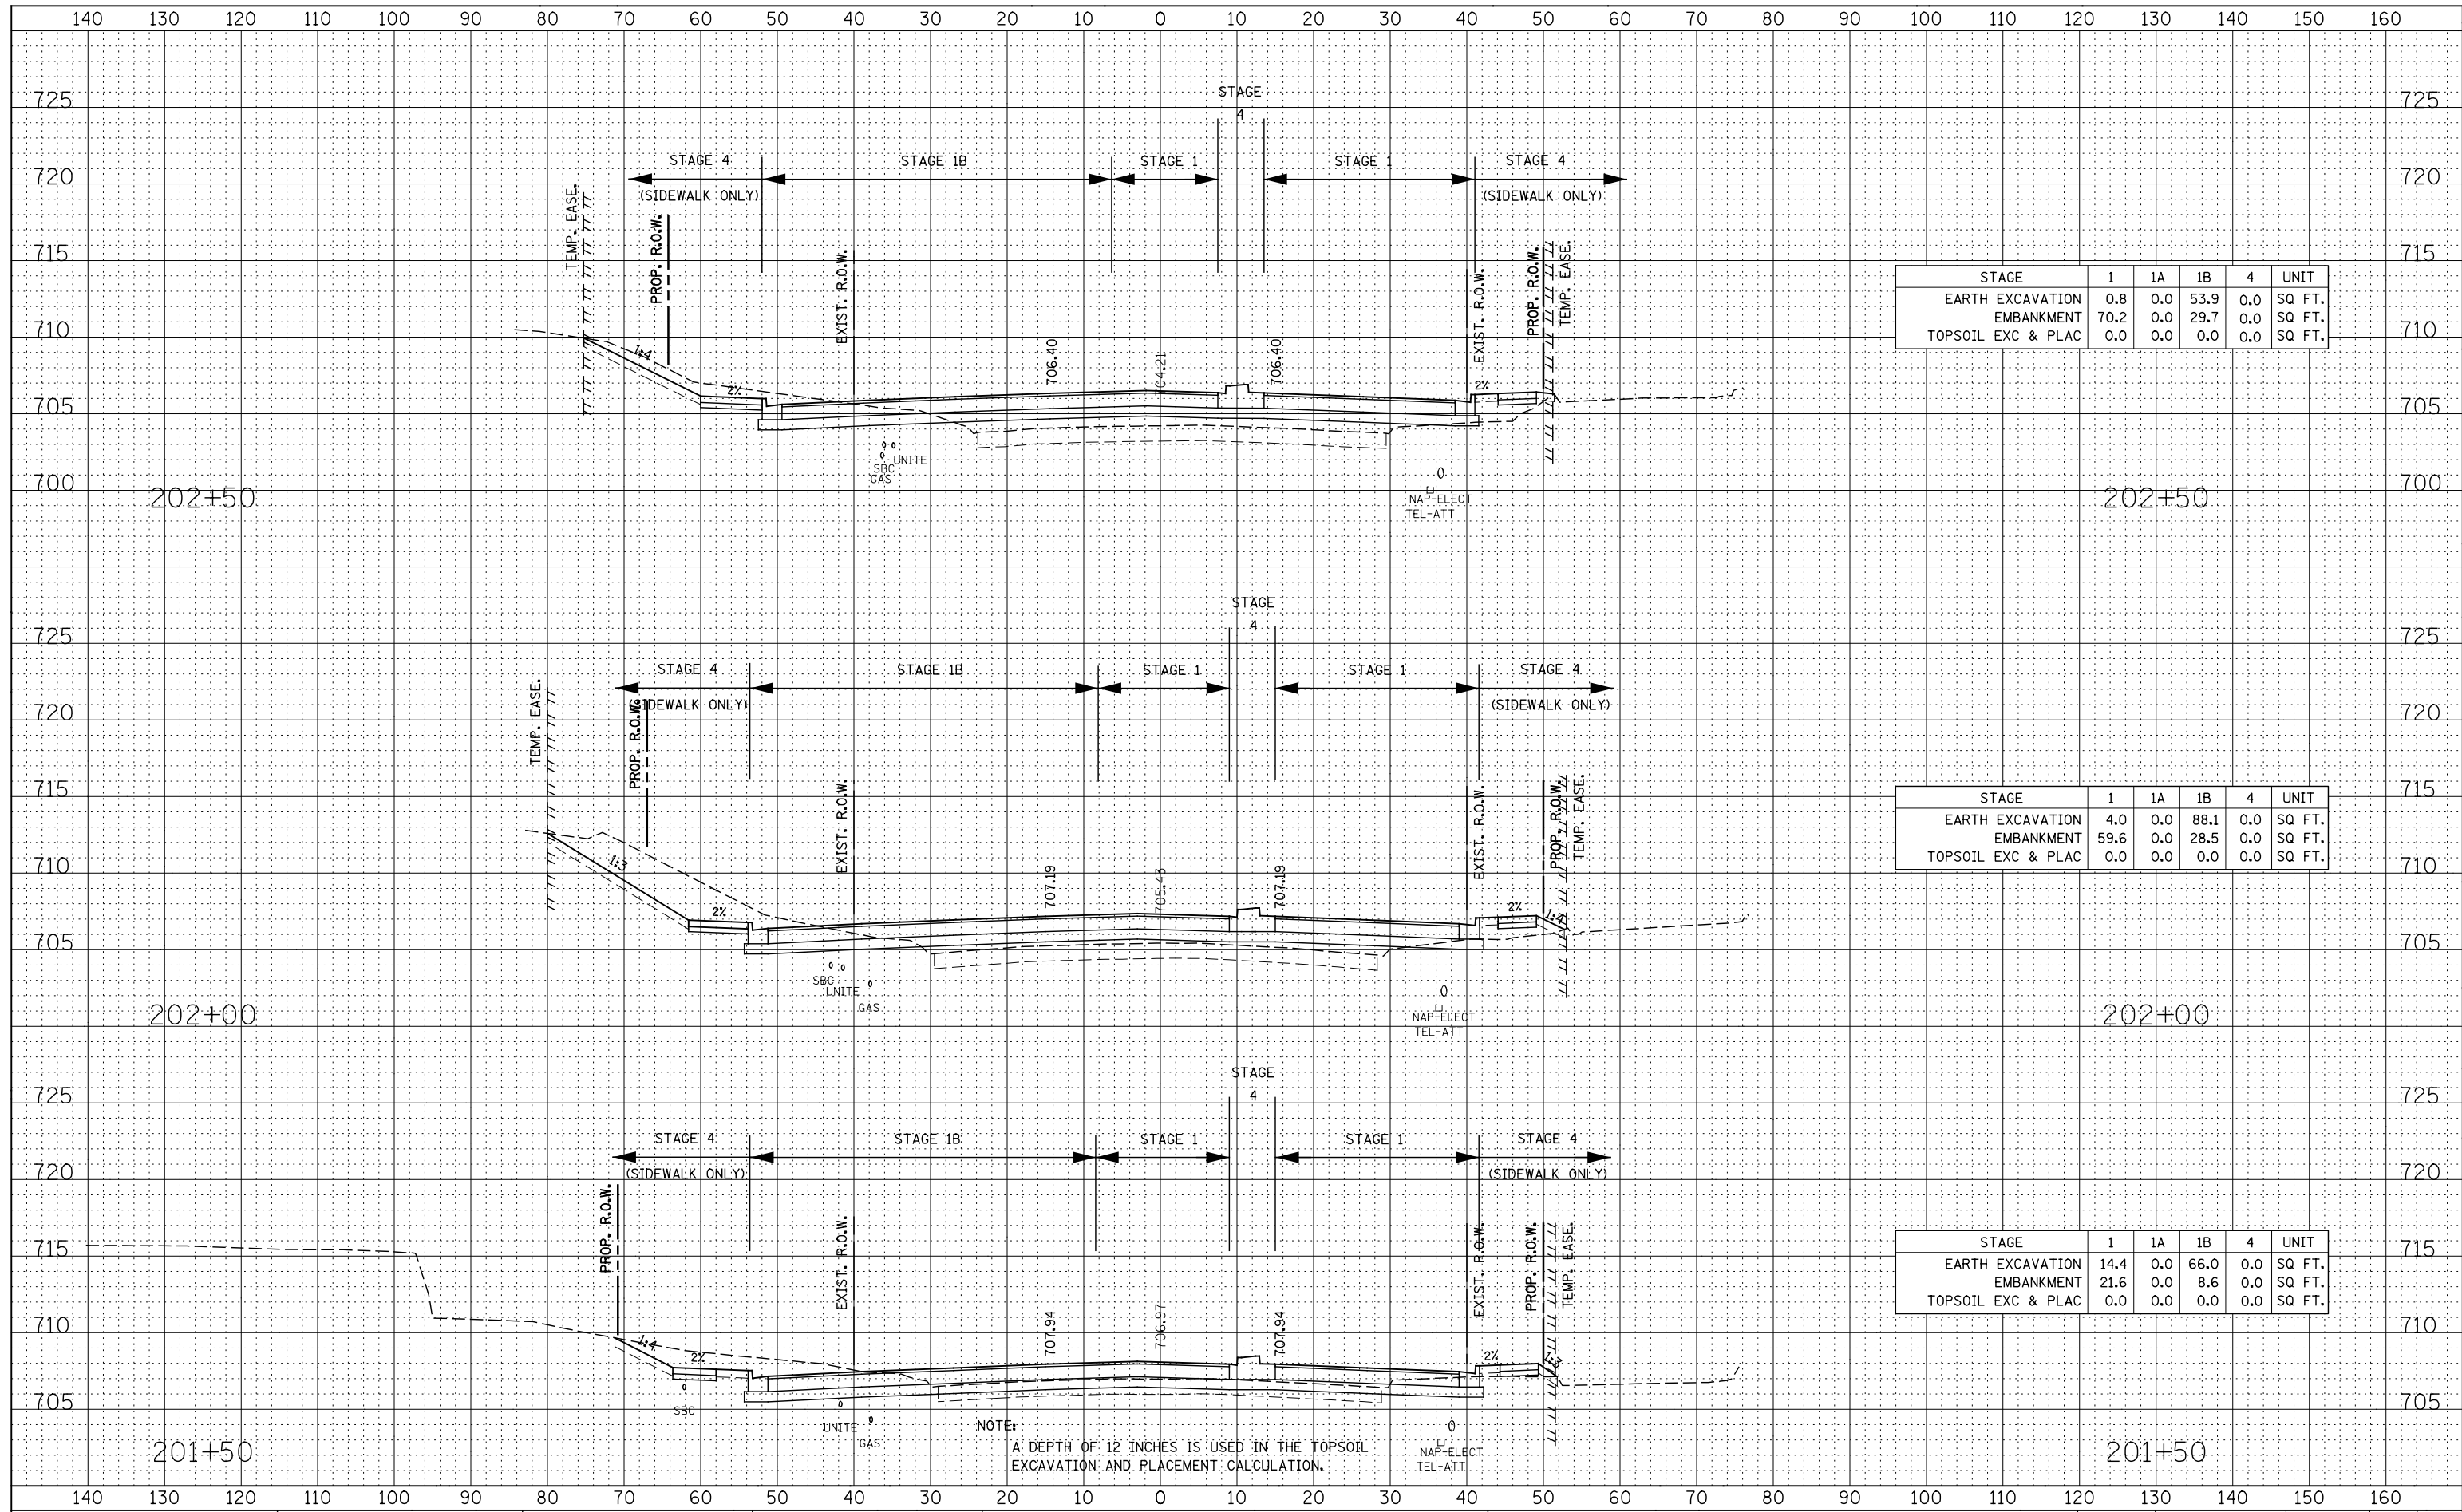 140 130 120 110 100 90 80 70 60 50 40 30 20 10 0 10 20 30 40 50 60 70 80 90 100 110 120 130 140 150 160
STAGE
4
725 725
STAGE 4 STAGE 1B STAGE 1 STAGE 1 STAGE 4
720 720
(SIDEWALK ONLY) (SIDEWALK ONLY)
TEMP. EASE.
PROP. R.O.W.
EXIST. R.O.W.
EXIST. R.O.W.
PROP. R.O.W.
TEMP. EASE.
715 715
STAGE 1 1A 1B 4 UNIT
EARTH EXCAVATION 0.8 0.0 53.9 0.0 SQ FT.
EMBANKMENT 70.2 0.0 29.7 0.0 SQ FT.
TOPSOIL EXC & PLAC 0.0 0.0 0.0 0.0 SQ FT.
710 710
1:4
706.40 704.21 706.40
2% 2%
705 705
UNITE
SBC
GAS
NAP-ELECT
TEL-ATT
700 700
202+50 202+50
STAGE
4
725 725
STAGE 4 STAGE 1B STAGE 1 STAGE 1 STAGE 4
(SIDEWALK ONLY) (SIDEWALK ONLY)
720 720
TEMP. EASE.
PROP. R.O.W.
EXIST. R.O.W.
EXIST. R.O.W.
PROP. R.O.W.
TEMP. EASE.
715 715
STAGE 1 1A 1B 4 UNIT
EARTH EXCAVATION 4.0 0.0 88.1 0.0 SQ FT.
EMBANKMENT 59.6 0.0 28.5 0.0 SQ FT.
TOPSOIL EXC & PLAC 0.0 0.0 0.0 0.0 SQ FT.
710 710
1:3
707.19 705.43 707.19
2% 2%
705 705
SBC
UNITE
GAS
NAP-ELECT
TEL-ATT
202+00 202+00
STAGE
4
725 725
STAGE 4 STAGE 1B STAGE 1 STAGE 1 STAGE 4
(SIDEWALK ONLY) (SIDEWALK ONLY)
720 720
PROP. R.O.W.
EXIST. R.O.W.
EXIST. R.O.W.
PROP. R.O.W.
TEMP. EASE.
715 715
STAGE 1 1A 1B 4 UNIT
EARTH EXCAVATION 14.4 0.0 66.0 0.0 SQ FT.
EMBANKMENT 21.6 0.0 8.6 0.0 SQ FT.
TOPSOIL EXC & PLAC 0.0 0.0 0.0 0.0 SQ FT.
710 710
1:4
707.94 706.97 707.94
2% 2% 1:3
705 705
SBC
UNITE
GAS
NOTE:
A DEPTH OF 12 INCHES IS USED IN THE TOPSOIL
EXCAVATION AND PLACEMENT CALCULATION.
NAP-ELECT
TEL-ATT
201+50 201+50
140 130 120 110 100 90 80 70 60 50 40 30 20 10 0 10 20 30 40 50 60 70 80 90 100 110 120 130 140 150 160